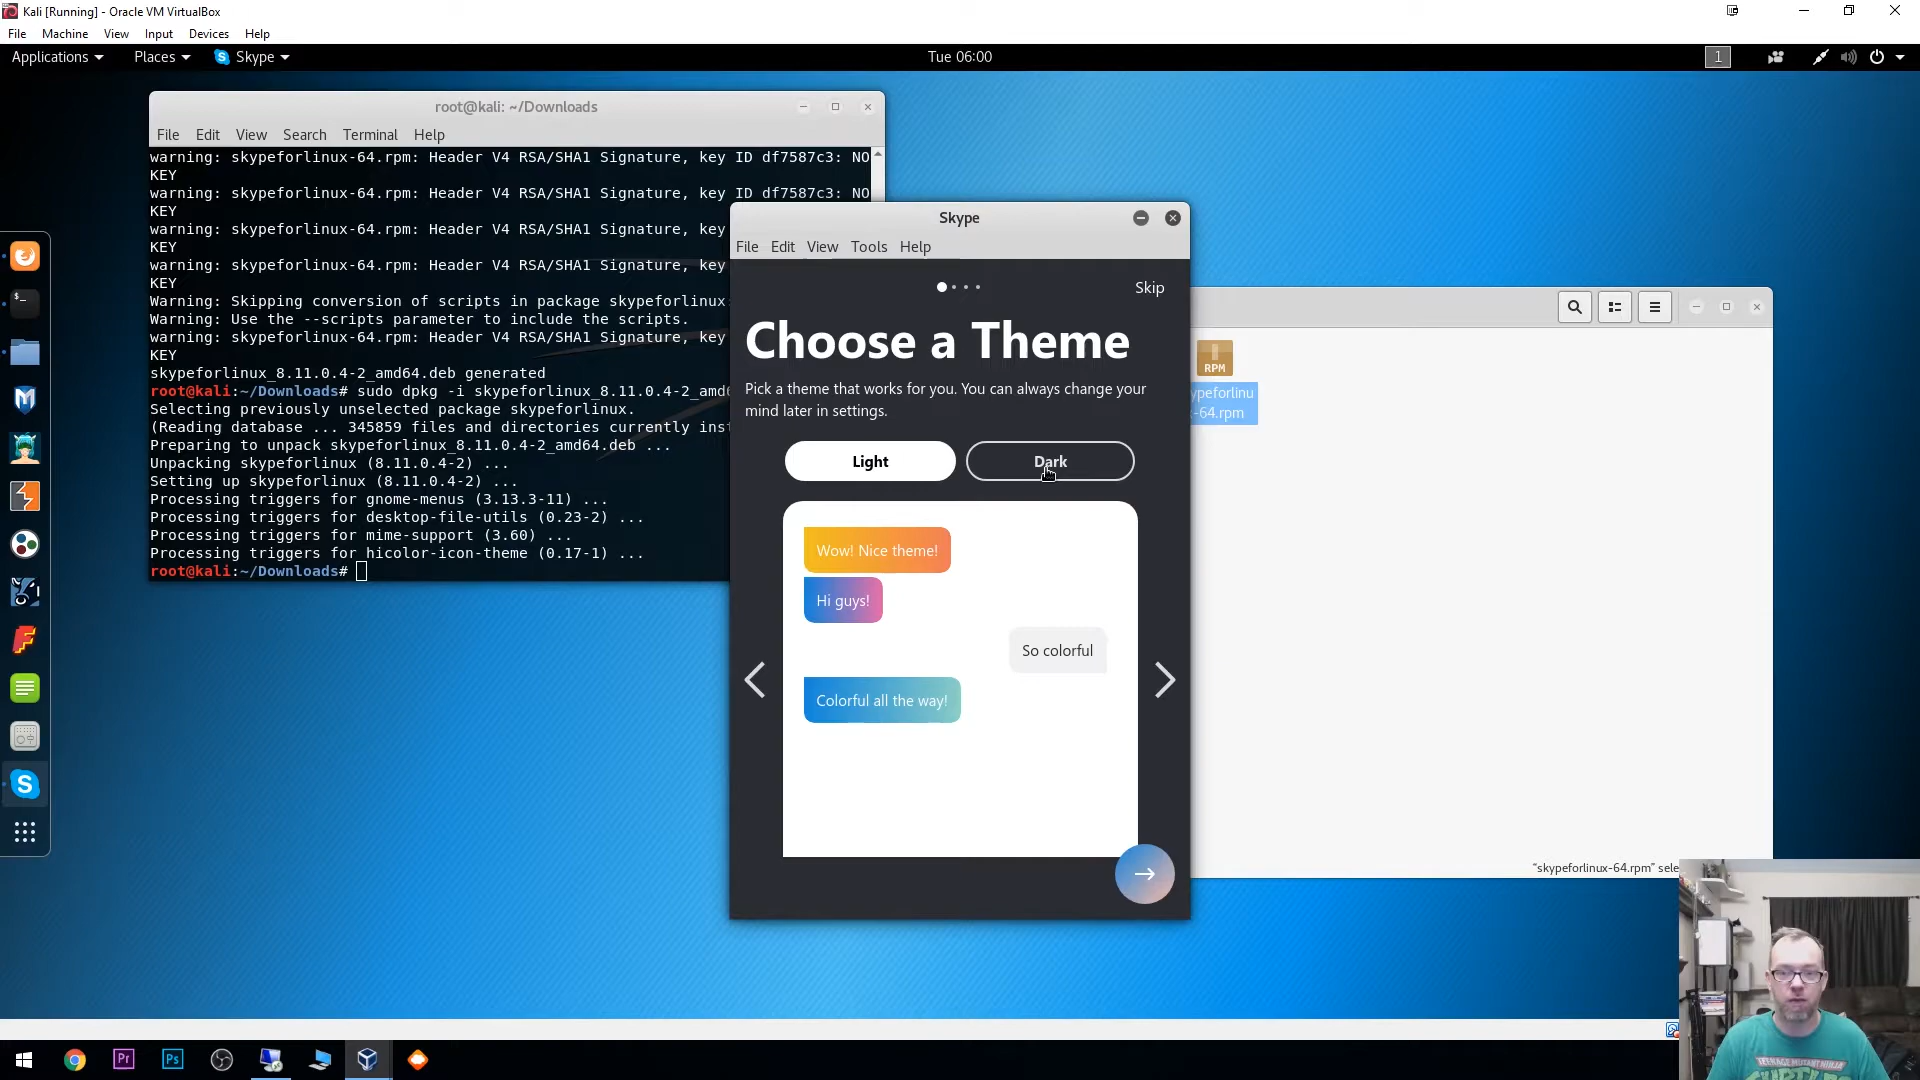 Kali [Running] - Oracle VM VirtualBox
File Machine View Input Devices Help
Applications Places Skype Tue 06:00 1
root@kali: ~/Downloads
File Edit View Search Terminal Help
warning: skypeforlinux-64.rpm: Header V4 RSA/SHA1 Signature, key ID df7587c3: NO
KEY
warning: skypeforlinux-64.rpm: Header V4 RSA/SHA1 Signature, key ID df7587c3: NO
KEY
warning: skypeforlinux-64.rpm: Header V4 RSA/SHA1 Signature, key
KEY
warning: skypeforlinux-64.rpm: Header V4 RSA/SHA1 Signature, key
KEY
Warning: Skipping conversion of scripts in package skypeforlinux
Warning: Use the --scripts parameter to include the scripts.
warning: skypeforlinux-64.rpm: Header V4 RSA/SHA1 Signature, key
KEY
skypeforlinux_8.11.0.4-2_amd64.deb generated
root@kali:~/Downloads# sudo dpkg -i skypeforlinux_8.11.0.4-2_amd
Selecting previously unselected package skypeforlinux.
(Reading database ... 345859 files and directories currently ins
Preparing to unpack skypeforlinux_8.11.0.4-2_amd64.deb ...
Unpacking skypeforlinux (8.11.0.4-2) ...
Setting up skypeforlinux (8.11.0.4-2) ...
Processing triggers for gnome-menus (3.13.3-11) ...
Processing triggers for desktop-file-utils (0.23-2) ...
Processing triggers for mime-support (3.60) ...
Processing triggers for hicolor-icon-theme (0.17-1) ...
root@kali:~/Downloads#
Skype
File Edit View Tools Help
Skip
Choose a Theme
Pick a theme that works for you. You can always change your
mind later in settings.
Light Dark
Wow! Nice theme!
Hi guys!
So colorful
Colorful all the way!
RPM
ypeforlinu
-64.rpm
"skypeforlinux-64.rpm" sele
Pr Ps
TEENAGE MUTANT NINJA
TURTLES